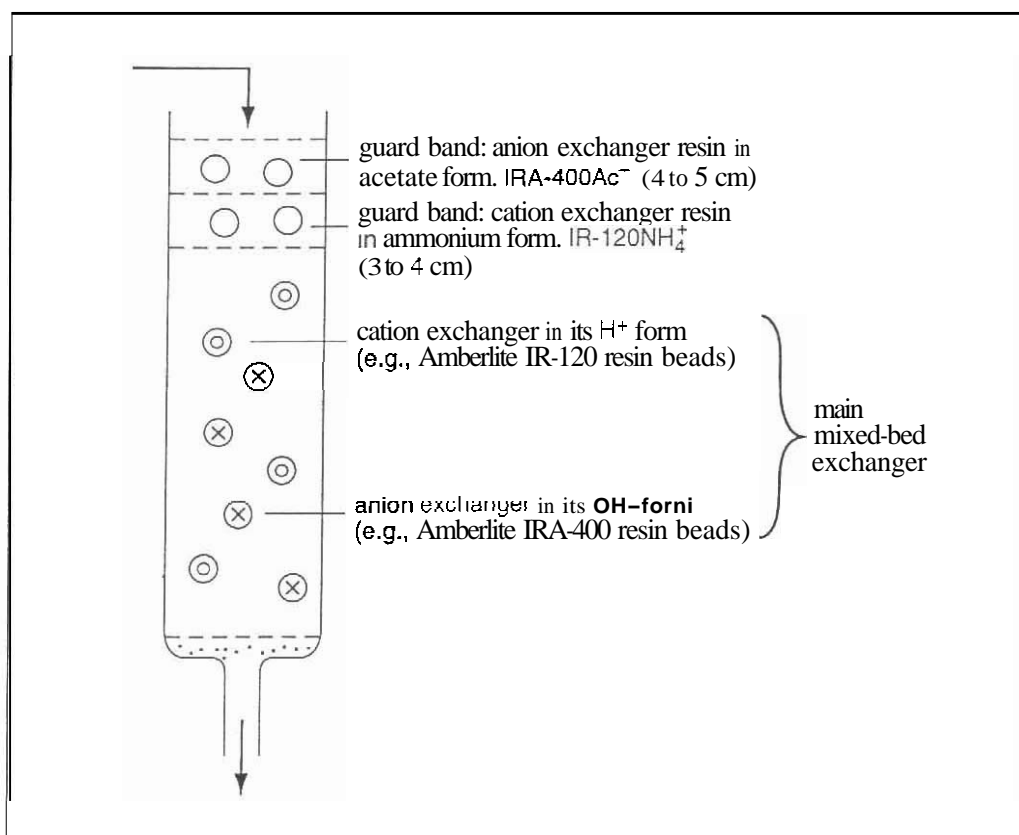 guard band: anion exchanger resin in
acetate form. IRA-400Ac⁻ (4 to 5 cm)
guard band: cation exchanger resin
in ammonium form. IR-120NH₄⁺
(3 to 4 cm)
cation exchanger in its H⁺ form
(e.g., Amberlite IR-120 resin beads)
main
mixed-bed
exchanger
anion exchanger in its OH–forni
(e.g., Amberlite IRA-400 resin beads)